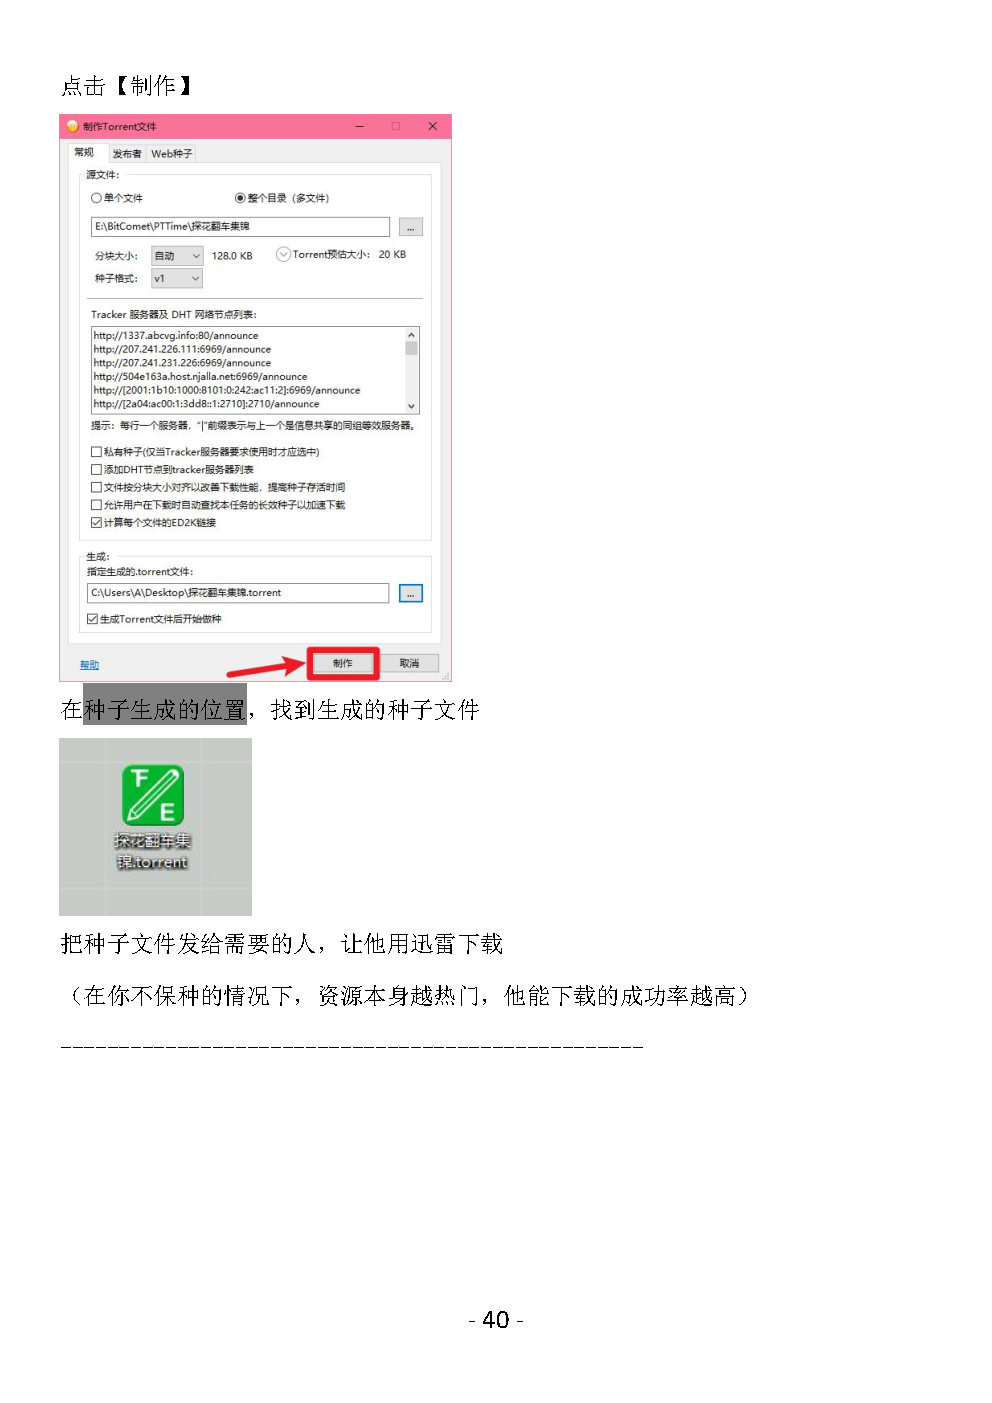 点击【制作】
制作Torrent文件
常规 发布者 Web种子
源文件：
单个文件 整个目录（多文件）
E:\BitComet\PTTime\探花翻车集锦 ...
分块大小： 自动 128.0 KB Torrent预估大小： 20 KB
种子格式： v1
Tracker 服务器及 DHT 网络节点列表：
http://1337.abcvg.info:80/announce
http://207.241.226.111:6969/announce
http://207.241.231.226:6969/announce
http://504e163a.host.njalla.net:6969/announce
http://[2001:1b10:1000:8101:0:242:ac11:2]:6969/announce
http://[2a04:ac00:1:3dd8::1:2710]:2710/announce
提示：每行一个服务器，“|”前缀表示与上一个是信息共享的同组等效服务器。
私有种子(仅当Tracker服务器要求使用时才应选中)
添加DHT节点到tracker服务器列表
文件按分块大小对齐以改善下载性能，提高种子存活时间
允许用户在下载时自动查找本任务的长效种子以加速下载
计算每个文件的ED2K链接
生成：
指定生成的.torrent文件：
C:\Users\A\Desktop\探花翻车集锦.torrent ...
生成Torrent文件后开始做种
帮助 制作 取消
在种子生成的位置，找到生成的种子文件
F
E
探花翻车集
锦.torrent
把种子文件发给需要的人，让他用迅雷下载
（在你不保种的情况下，资源本身越热门，他能下载的成功率越高）
--------------------------------------------------
- 40 -